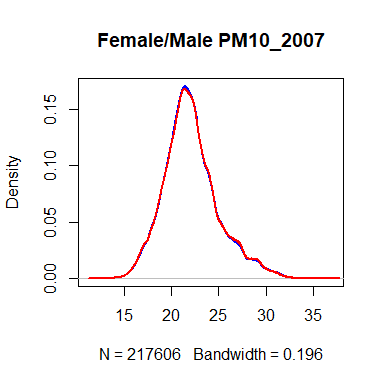 Female/Male PM10_2007
Density
0.15
0.10
0.05
0.00
15 20 25 30 35
N = 217606 Bandwidth = 0.196